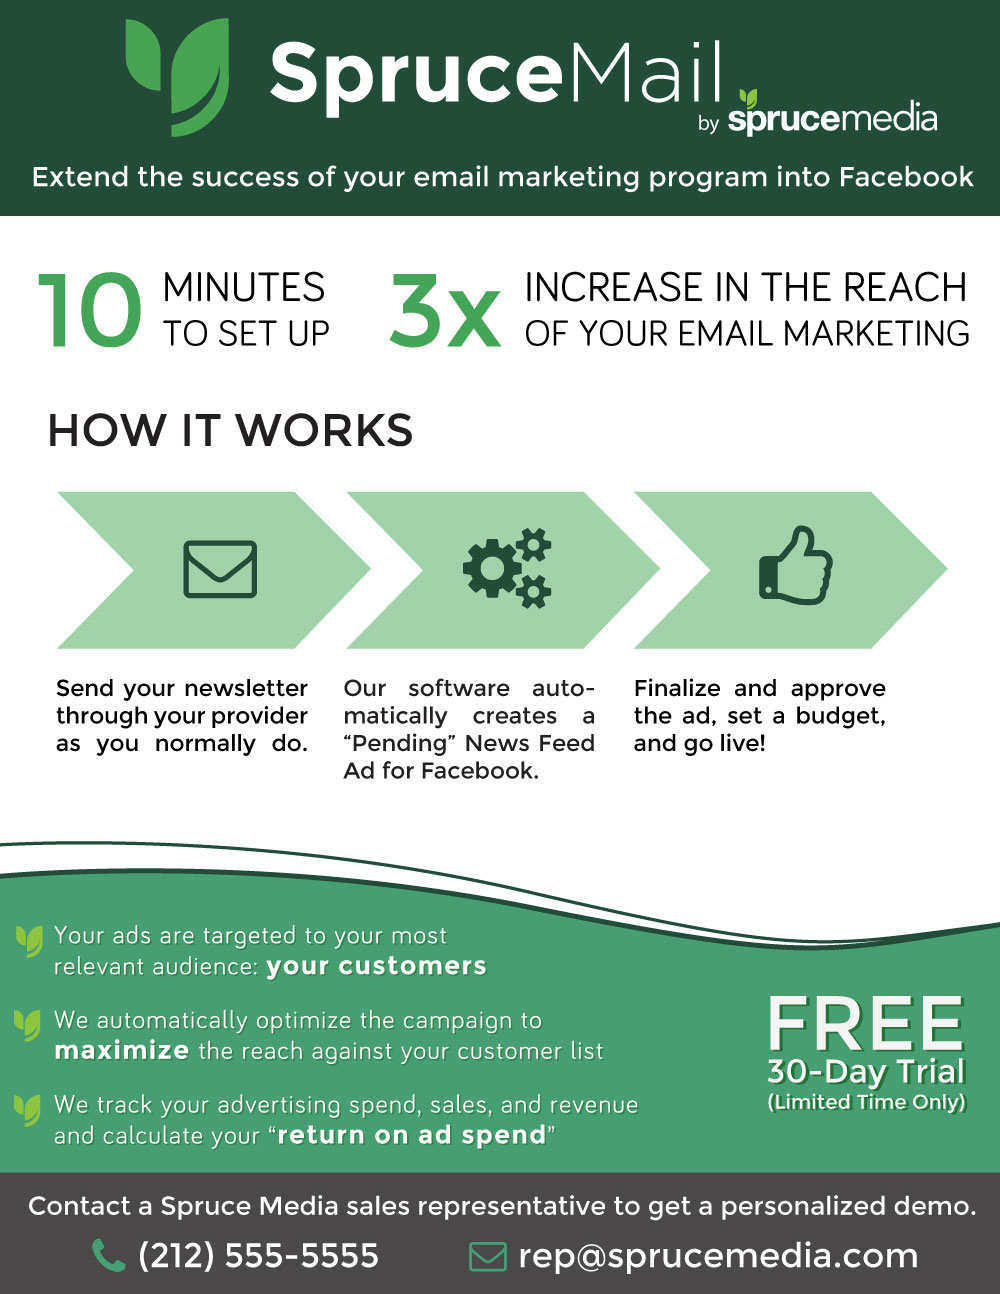 SpruceMail
by sprucemedia
Extend the success of your email marketing program into Facebook
10 MINUTES
TO SET UP
3x INCREASE IN THE REACH
OF YOUR EMAIL MARKETING
HOW IT WORKS
Send your newsletter
through your provider
as you normally do.
Our software auto-
matically creates a
“Pending” News Feed
Ad for Facebook.
Finalize and approve
the ad, set a budget,
and go live!
Your ads are targeted to your most
relevant audience: your customers
We automatically optimize the campaign to
maximize the reach against your customer list
We track your advertising spend, sales, and revenue
and calculate your “return on ad spend”
FREE
30-Day Trial
(Limited Time Only)
Contact a Spruce Media sales representative to get a personalized demo.
(212) 555-5555
rep@sprucemedia.com